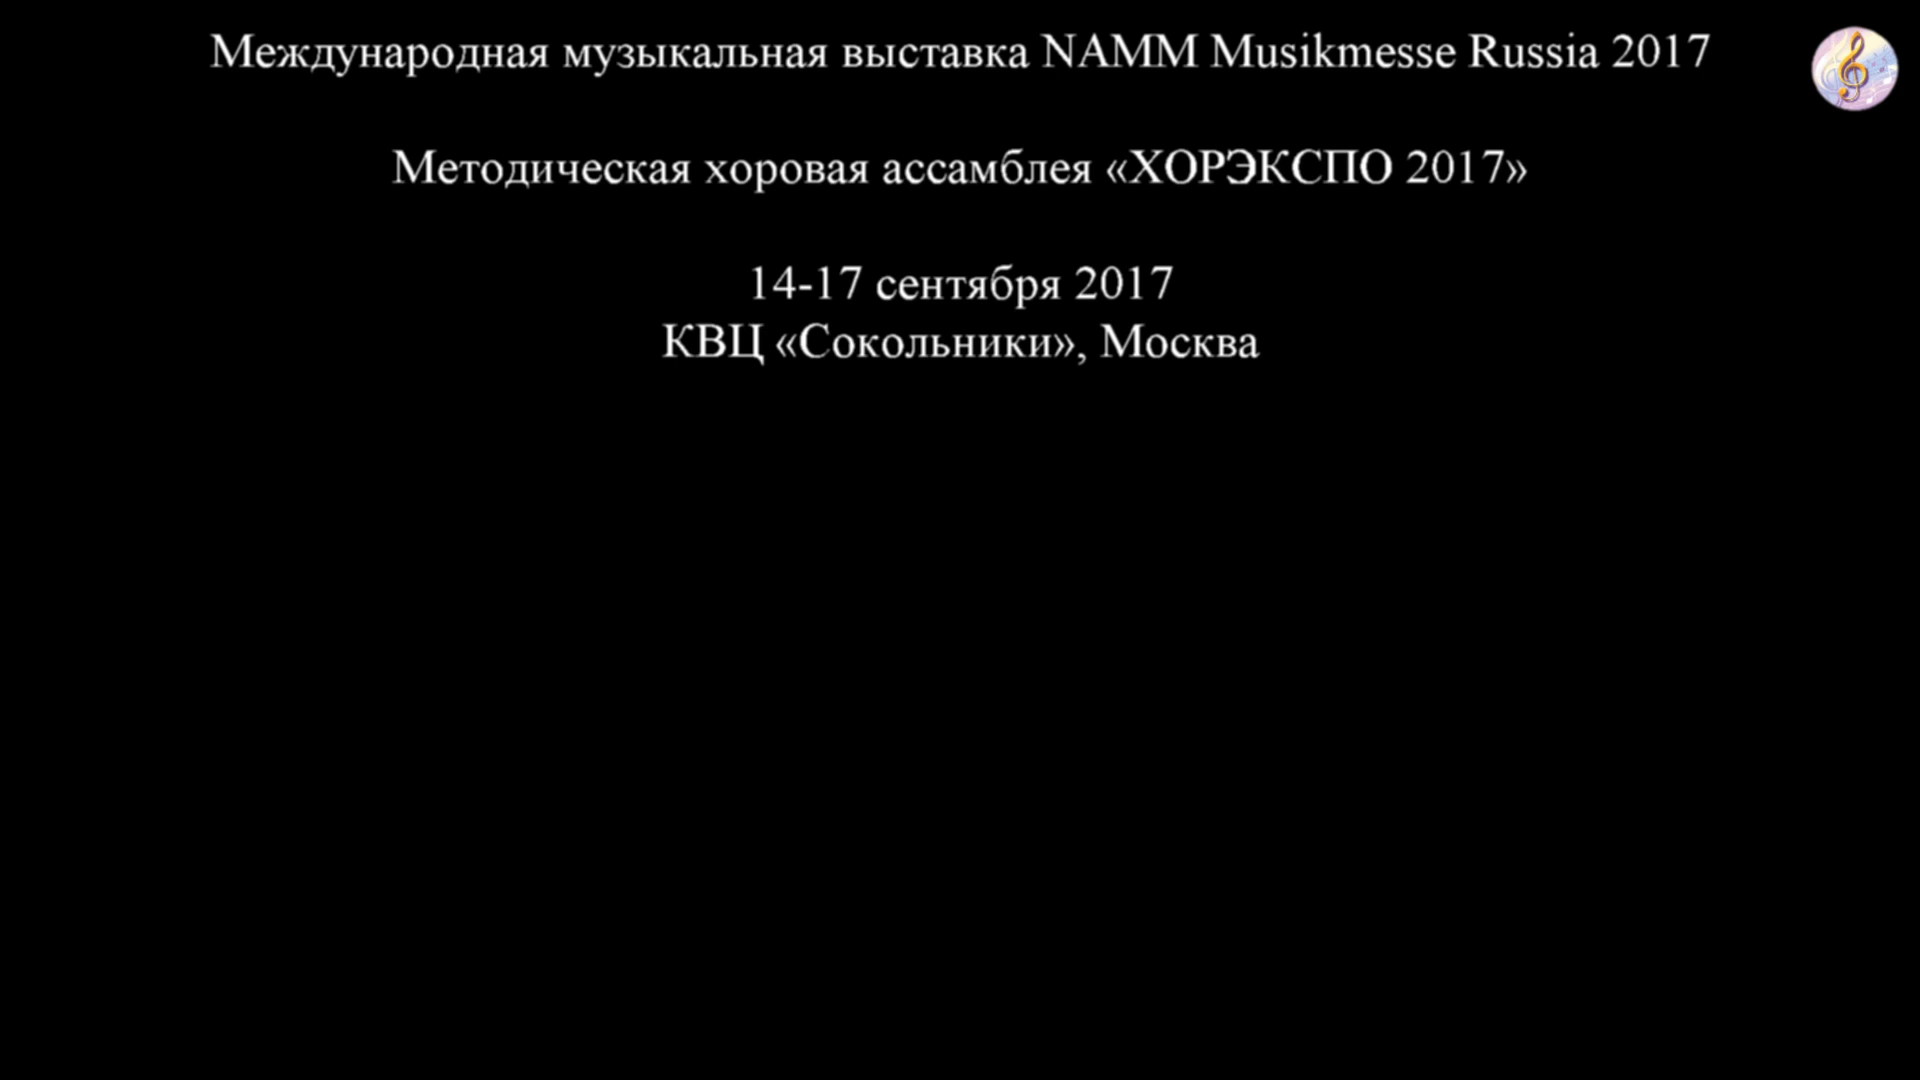 Международная музыкальная выставка NAMM Musikmesse Russia 2017
Методическая хоровая ассамблея «ХОРЭКСПО 2017»
14-17 сентября 2017
КВЦ «Сокольники», Москва